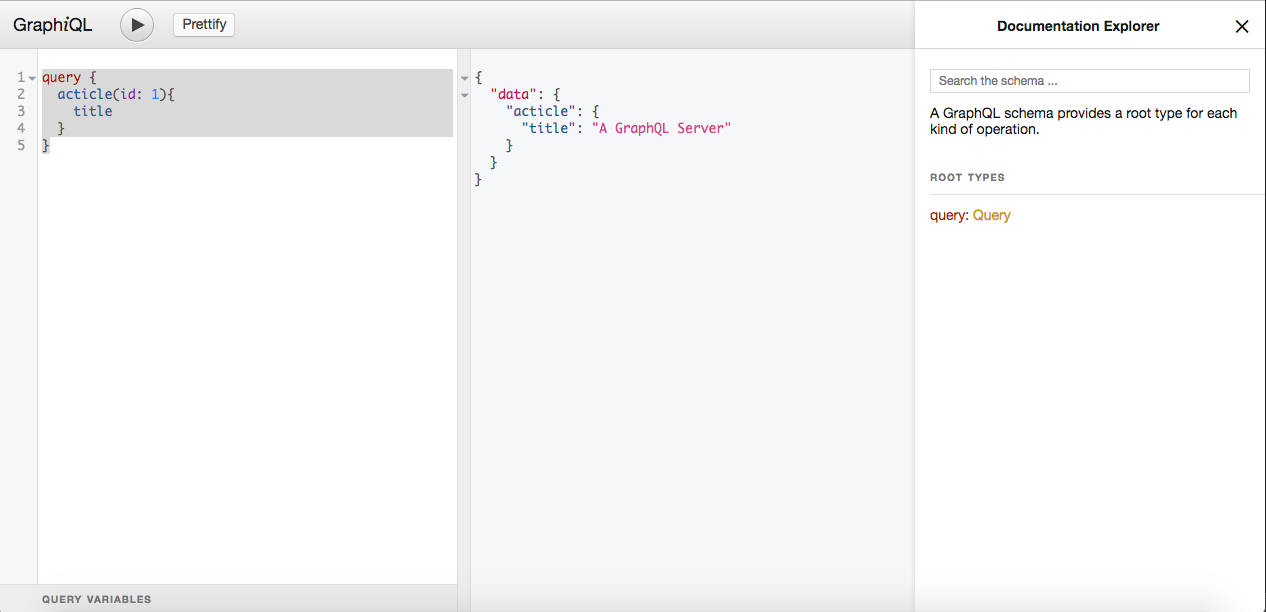 GraphiQL
Prettify
1 query {
2 acticle(id: 1){
3 title
4 }
5 }
QUERY VARIABLES
{
"data": {
"acticle": {
"title": "A GraphQL Server"
}
}
}
Documentation Explorer
Search the schema ...
A GraphQL schema provides a root type for each
kind of operation.
ROOT TYPES
query: Query